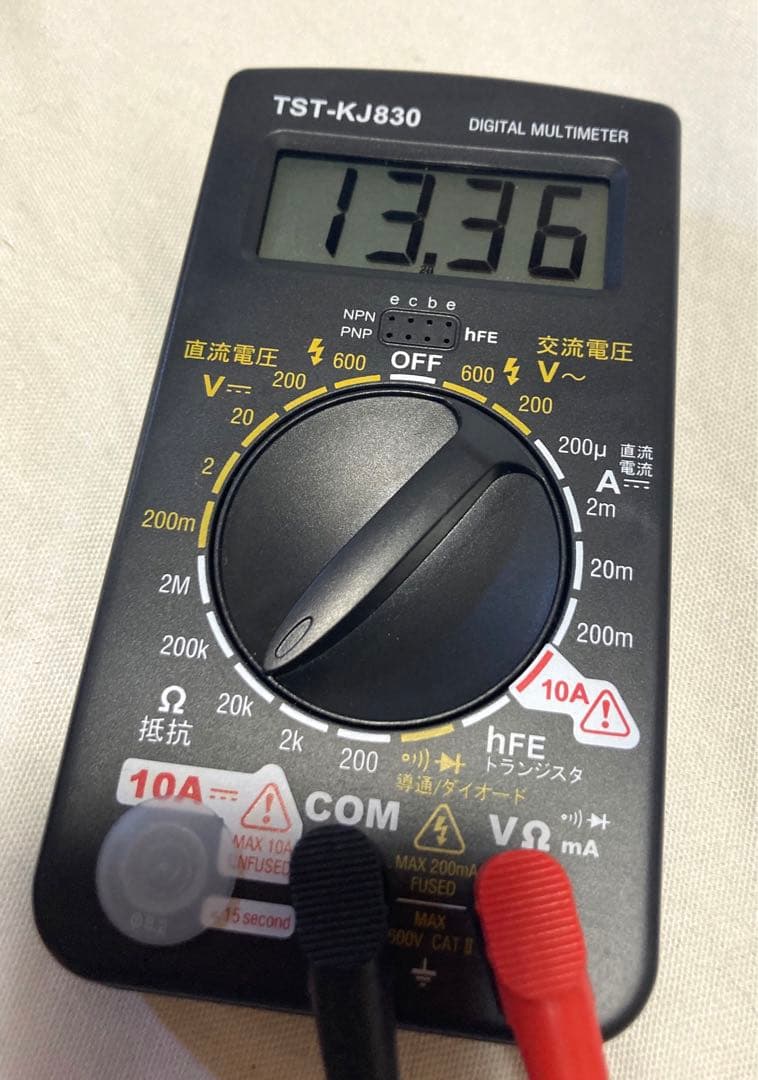 TST-KJ830 DIGITAL MULTIMETER
13.36
20
e c b e
NPN
PNP
hFE
OFF
直流電圧
V
200
600
20
2
200m
600
交流電圧
V～
200
200μ
直流
電流
A
2m
20m
200m
10A
2M
200k
20k
2k
200
Ω
抵抗
hFE
トランジスタ
導通/ダイオード
10A
MAX 10A
UNFUSED
15 second
COM
MAX 200mA
FUSED
MAX
600V CAT II
VΩ
mA